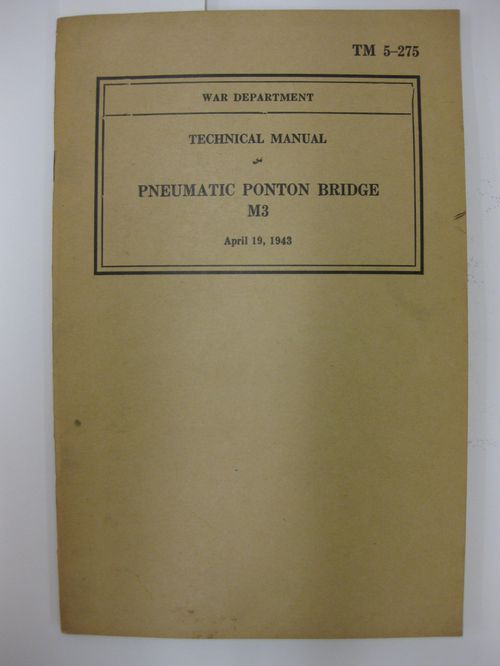 TM 5–275
WAR DEPARTMENT
TECHNICAL MANUAL
PNEUMATIC PONTON BRIDGE
M3
April 19, 1943